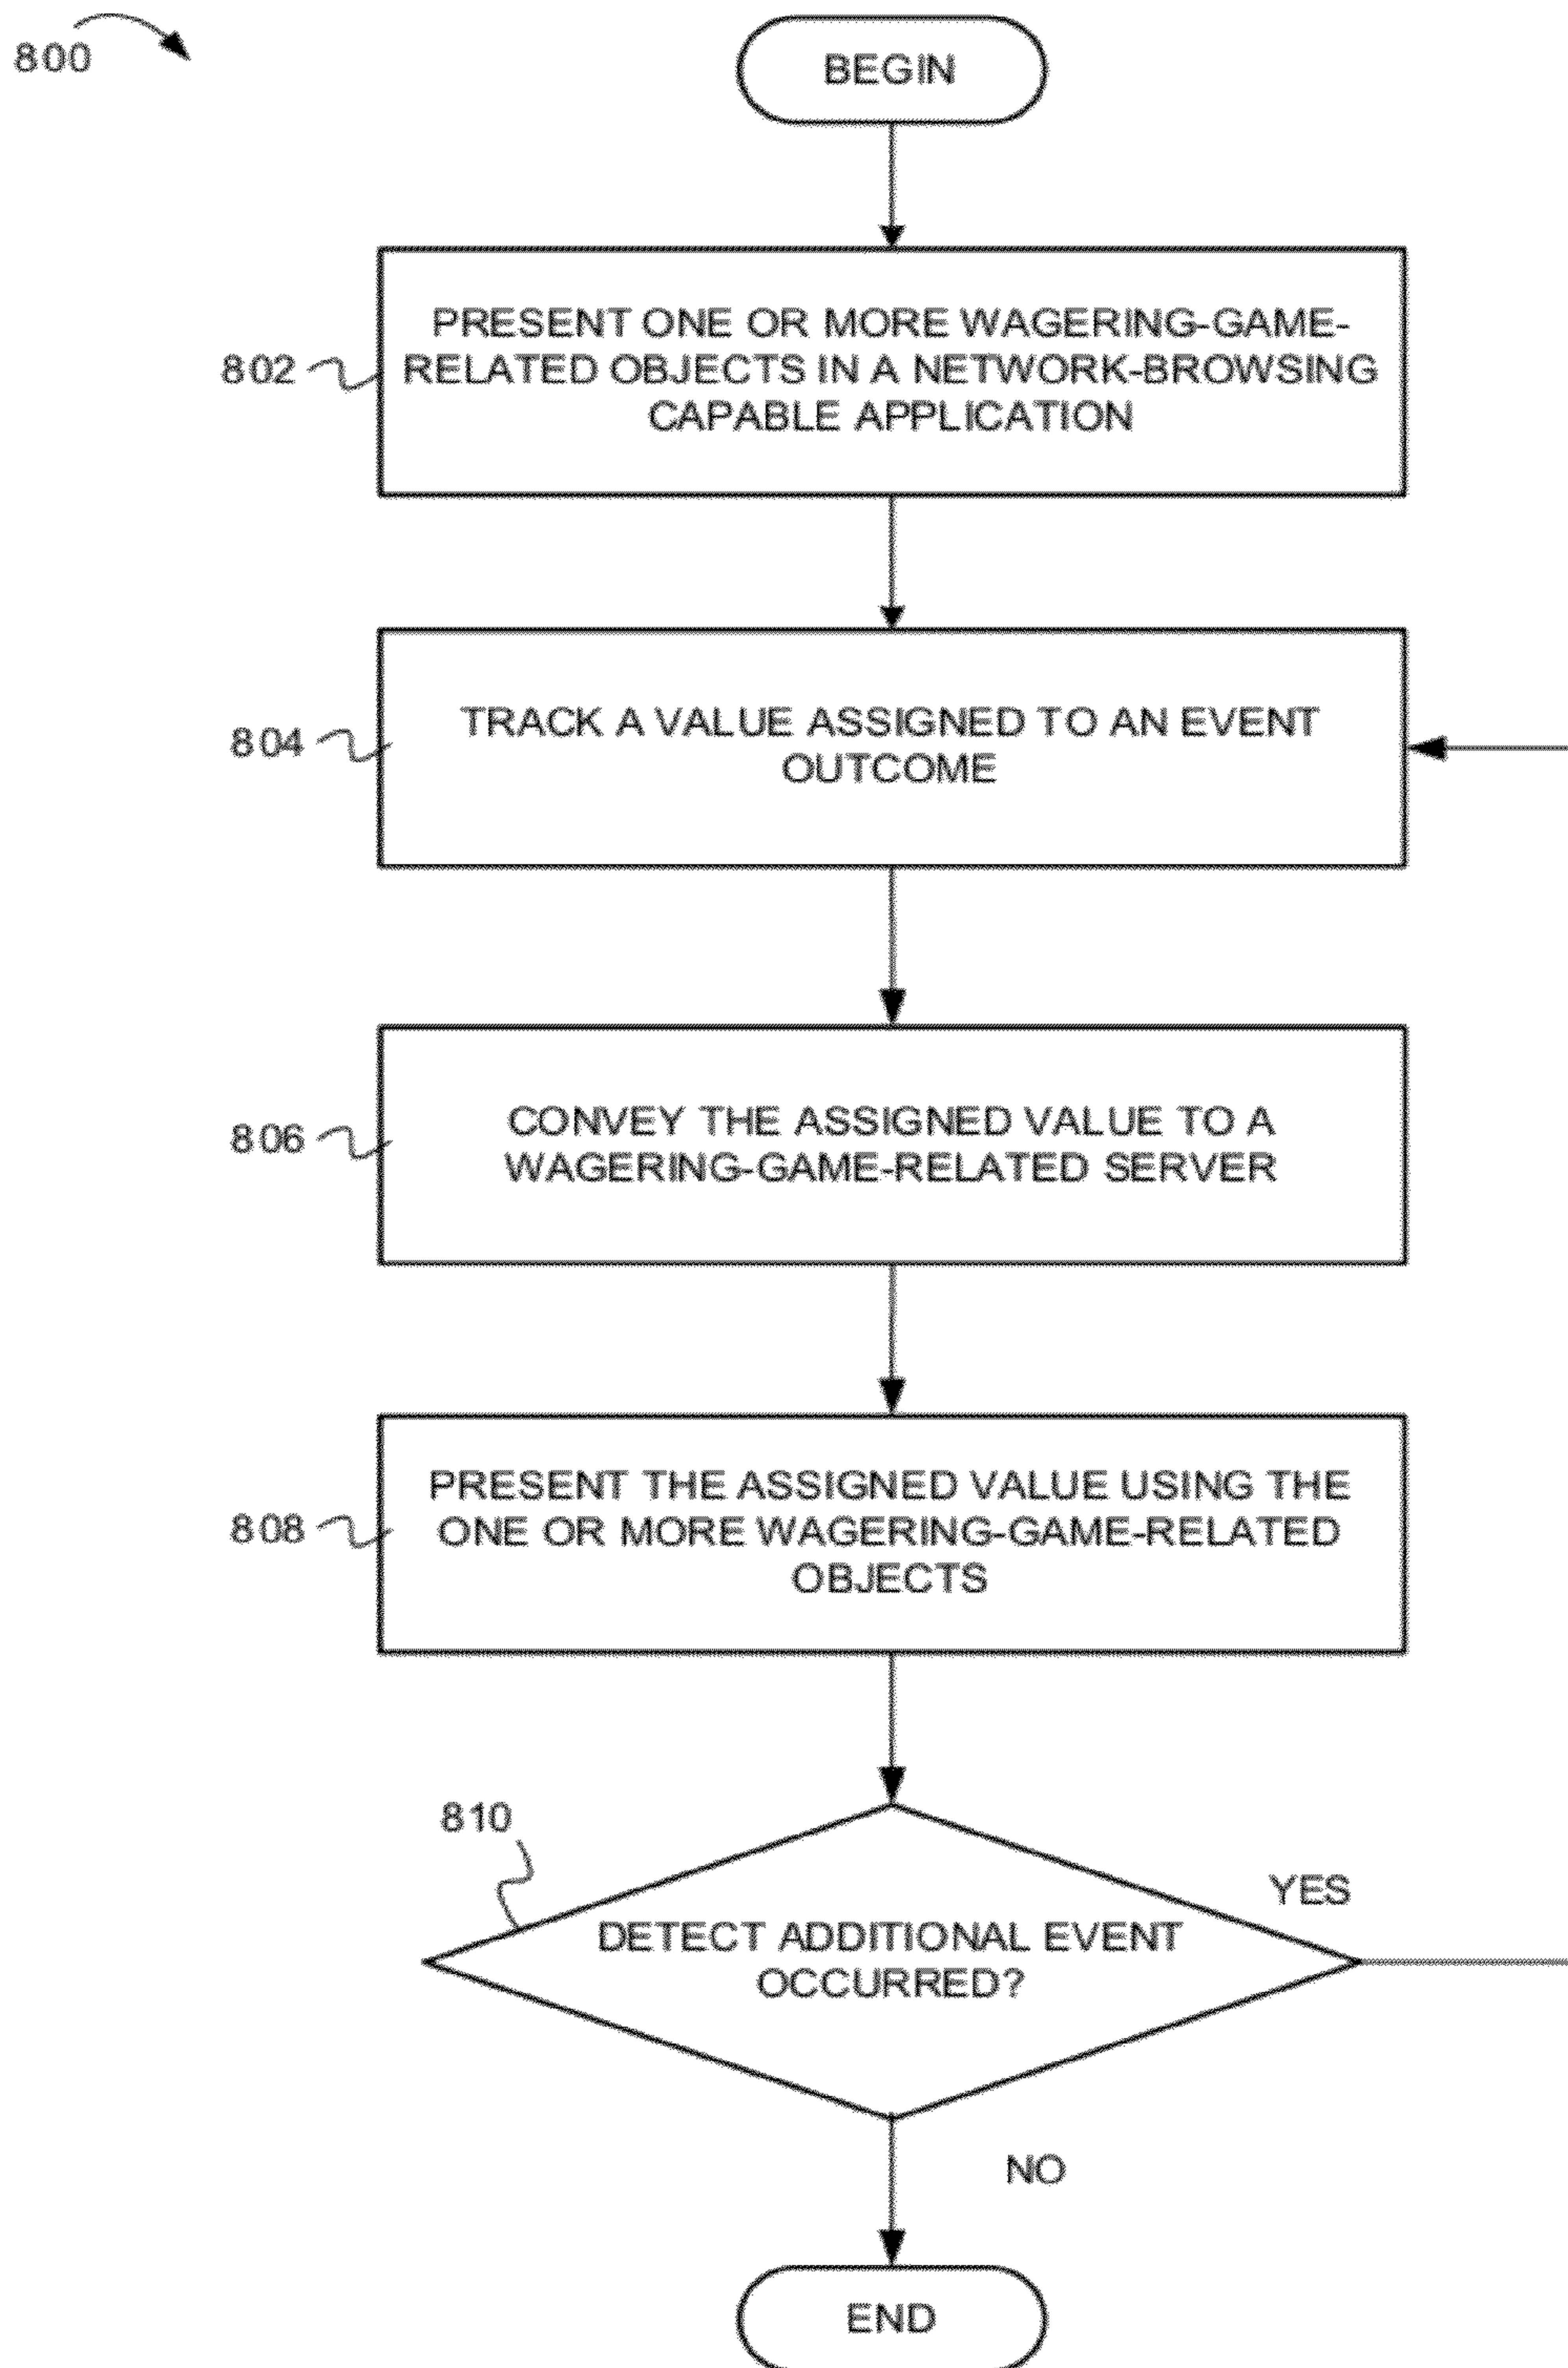 800
BEGIN
802
PRESENT ONE OR MORE WAGERING-GAME-
RELATED OBJECTS IN A NETWORK-BROWSING
CAPABLE APPLICATION
804
TRACK A VALUE ASSIGNED TO AN EVENT
OUTCOME
806
CONVEY THE ASSIGNED VALUE TO A
WAGERING-GAME-RELATED SERVER
808
PRESENT THE ASSIGNED VALUE USING THE
ONE OR MORE WAGERING-GAME-RELATED
OBJECTS
810
YES
DETECT ADDITIONAL EVENT
OCCURRED?
NO
END